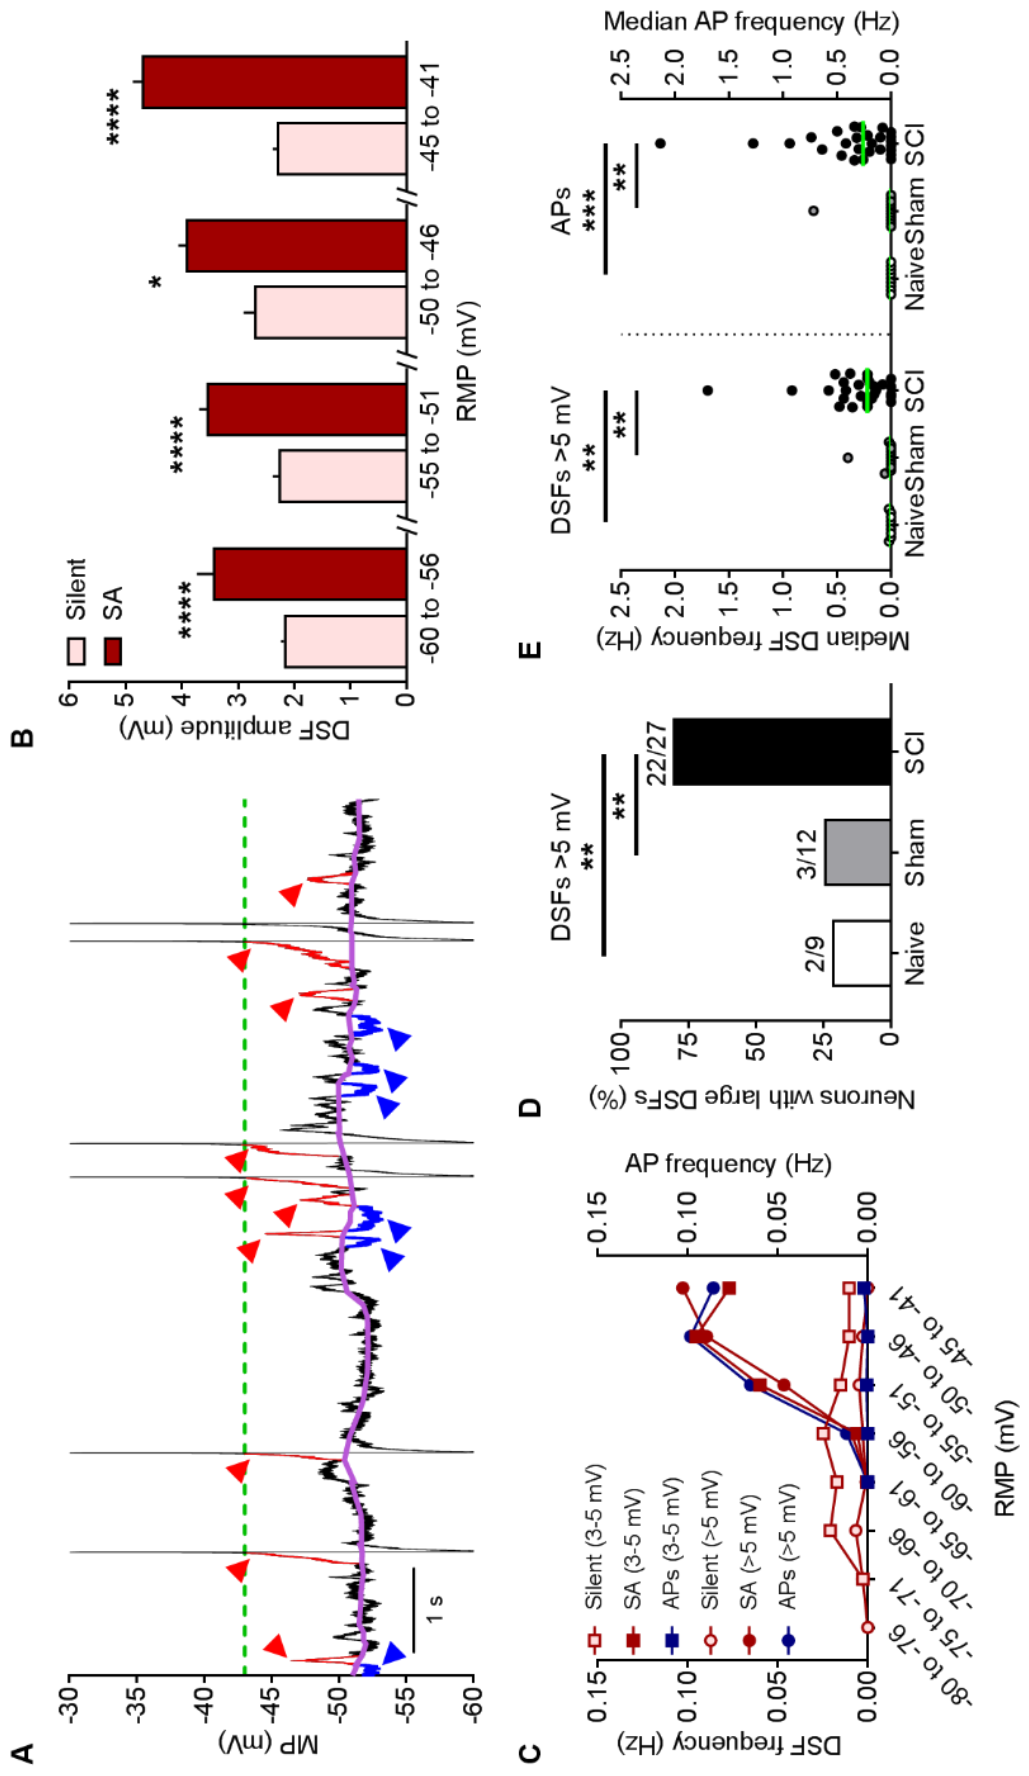 A
MP (mV)
-30
-35
-40
-45
-50
-55
-60
1 s
B
DSF amplitude (mV)
6
5
4
3
2
1
0
Silent
SA
****
****
*
****
-60 to -56
-55 to -51
-50 to -46
-45 to -41
RMP (mV)
C
DSF frequency (Hz)
0.15
0.10
0.05
0.00
Silent (3-5 mV)
SA (3-5 mV)
APs (3-5 mV)
Silent (>5 mV)
SA (>5 mV)
APs (>5 mV)
AP frequency (Hz)
0.15
0.10
0.05
0.00
-80 to -76
-75 to -71
-70 to -66
-65 to -61
-60 to -56
-55 to -51
-50 to -46
-45 to -41
RMP (mV)
D
Neurons with large DSFs (%)
100
75
50
25
0
DSFs >5 mV
**
**
2/9
3/12
22/27
Naive
Sham
SCI
E
Median DSF frequency (Hz)
2.5
2.0
1.5
1.0
0.5
0.0
DSFs >5 mV
**
**
APs
***
**
Naive Sham SCI
Naive Sham SCI
Median AP frequency (Hz)
2.5
2.0
1.5
1.0
0.5
0.0